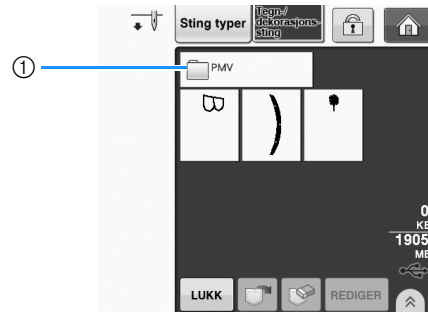 Sting typer
Tegn-/
dekorasjons-
sting
①
PMV
0
KB
1905
MB
LUKK
REDIGER